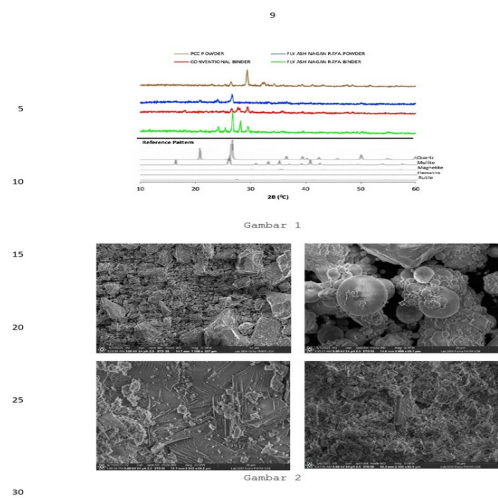 9
PCC POWDER
FLY ASH NAGAN RAYA POWDER
CONVENTIONAL BINDER
FLY ASH NAGAN RAYA BINDER
5
Reference Pattern
Quartz
Mullite
Magnetite
Hematite
Rutile
10
10 20 30 40 50 60
2θ (°C)
Gambar 1
15
20
25
Gambar 2
30